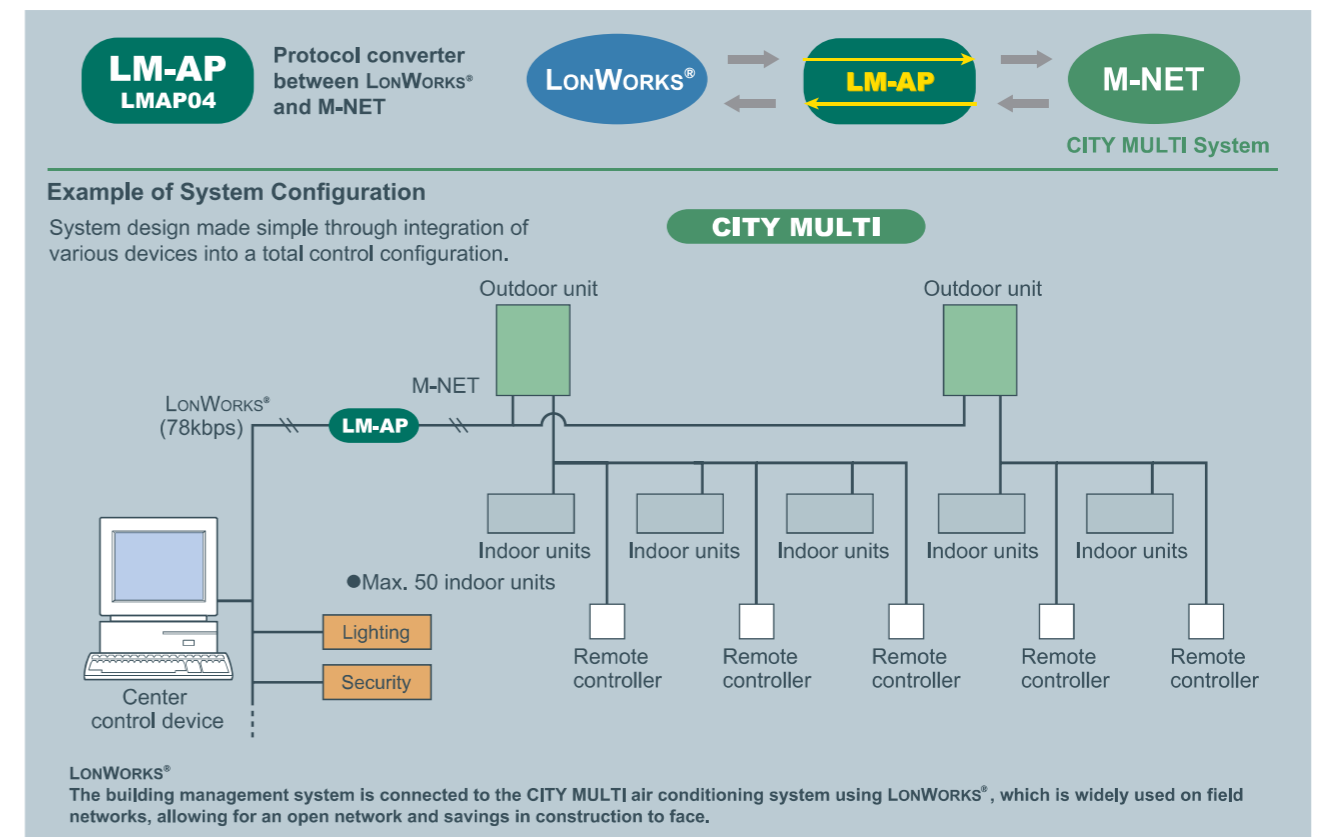 LM-AP
LMAP04
Protocol converter
between LONWORKS®
and M-NET
LONWORKS®
LM-AP
M-NET
CITY MULTI System
Example of System Configuration
System design made simple through integration of
various devices into a total control configuration.
CITY MULTI
Outdoor unit
Outdoor unit
M-NET
LONWORKS®
(78kbps)
LM-AP
Indoor units
Indoor units
Indoor units
Indoor units
Indoor units
●Max. 50 indoor units
Lighting
Security
Center
control device
Remote
controller
Remote
controller
Remote
controller
Remote
controller
Remote
controller
LONWORKS®
The building management system is connected to the CITY MULTI air conditioning system using LONWORKS®, which is widely used on field
networks, allowing for an open network and savings in construction to face.